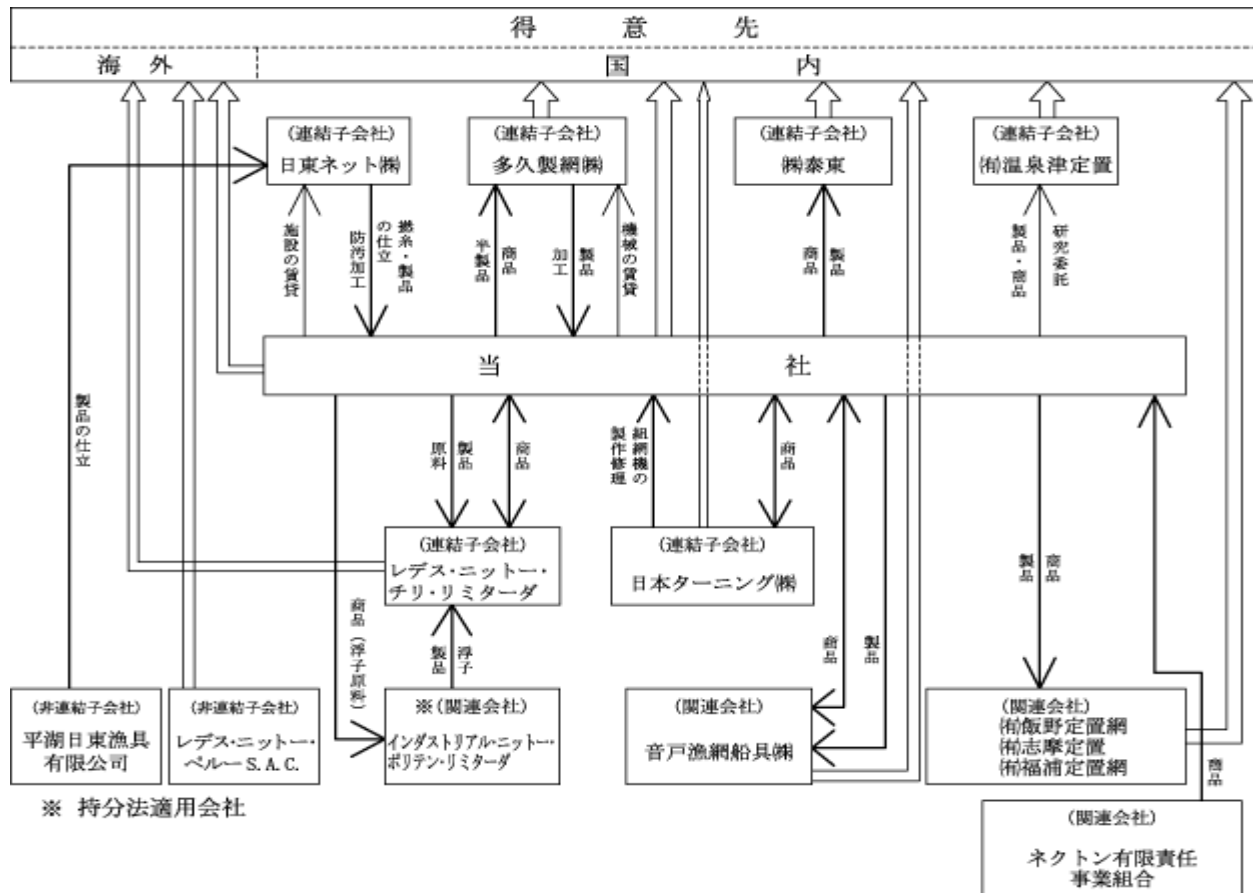 得意先
海外
国内
(連結子会社)
日東ネット㈱
(連結子会社)
多久製網㈱
(連結子会社)
㈱泰東
(連結子会社)
㈲温泉津定置
施設の賃貸
撚糸・製品
の仕立
防汚加工
商品
半製品
製品
加工
機械の賃貸
製品
商品
研究委託
製品・商品
当社
製品の仕立
製品
原料
商品
組網機の
製作修理
商品
商品
製品
商品
製品
(連結子会社)
レデス・ニットー・
チリ・リミターダ
(連結子会社)
日本ターニング㈱
商品(浮子原料)
浮子
製品
(非連結子会社)
平湖日東漁具
有限公司
(非連結子会社)
レデス・ニットー・
ペルーS.A.C.
※(関連会社)
インダストリアル・ニットー・
ポリテン・リミターダ
(関連会社)
音戸漁網船具㈱
(関連会社)
㈲飯野定置網
㈲志摩定置
㈲福浦定置網
商品
※ 持分法適用会社
(関連会社)
ネクトン有限責任
事業組合